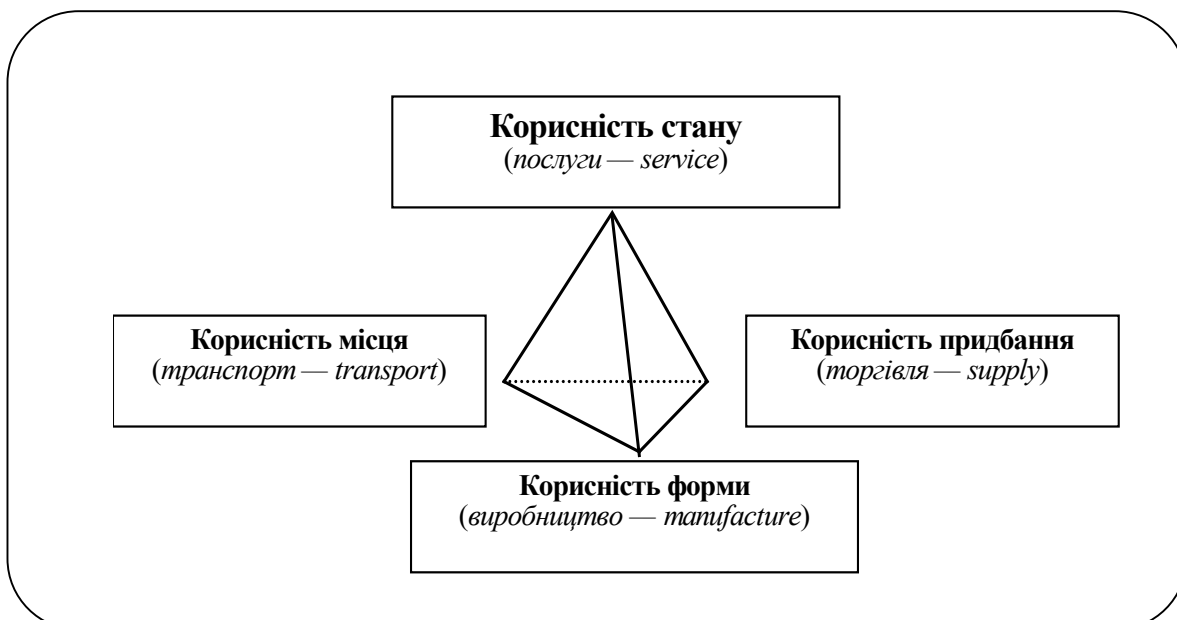 Корисність стану
(послуги — service)
Корисність місця
(транспорт — transport)
Корисність придбання
(торгівля — supply)
Корисність форми
(виробництво — manufacture)